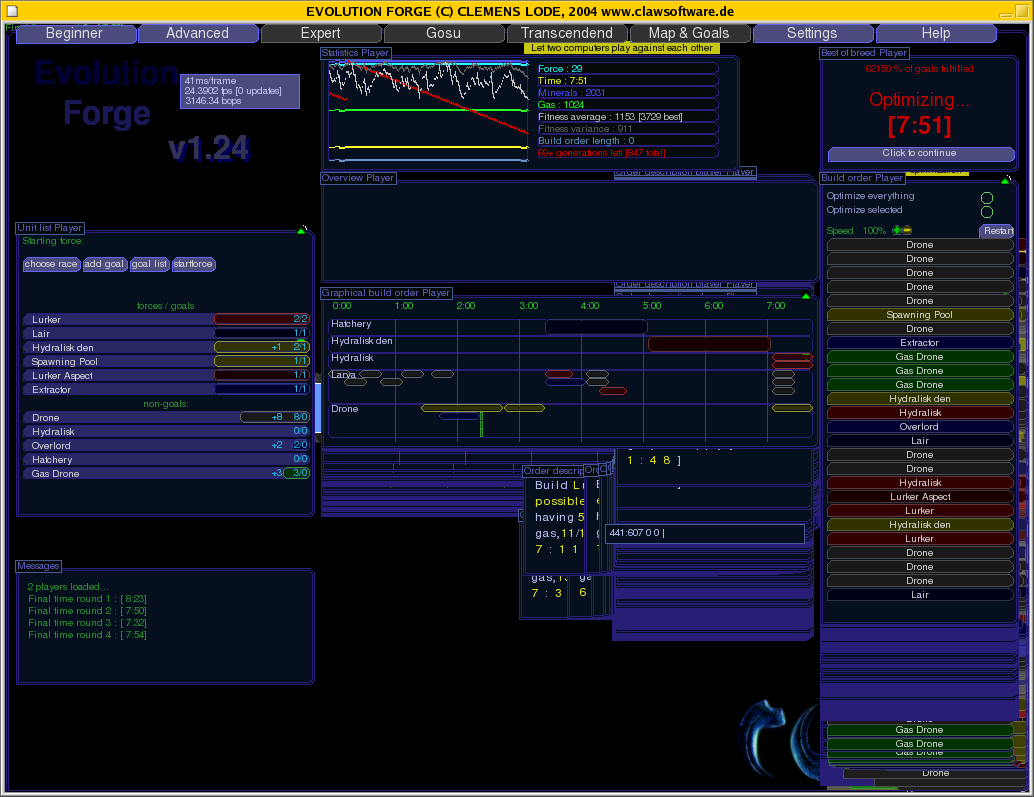 EVOLUTION FORGE (C) CLEMENS LODE, 2004 www.clawsoftware.de
Beginner Advanced Expert Gosu Transcendend Map & Goals Settings Help
Let two computers play against each other
Evolution
Forge
v1.24
41 ms/frame
24.3902 fps [0 updates]
3146.34 bops
Statistics Player
Force : 29
Time : 7:51
Minerals : 2031
Gas : 1024
Fitness average : 1153 [3729 best]
Fitness variance : 911
Build order length : 0
69+ generations left [847 total]
Best of breed Player
62150 % of goals fulfilled
Optimizing...
[7:51]
Click to continue
Order description player Player
Overview Player
Unit list Player
Starting force:
choose race add goal goal list startforce
forces / goals
Lurker 2/2
Lair 1/1
Hydralisk den +1 2/1
Spawning Pool 1/1
Lurker Aspect 1/1
Extractor 1/1
non-goals:
Drone +8 8/0
Hydralisk 0/0
Overlord +2 2/0
Hatchery 0/0
Gas Drone +3 3/0
Graphical build order Player
0:00 1:00 2:00 3:00 4:00 5:00 6:00 7:00
Hatchery
Hydralisk den
Hydralisk
Larva
Drone
1 : 4 8 ]
Order descrip
Build Lu
possible
having 5
gas, 11/1
7 : 1 1
gas,
7 : 3 6
441:607 0 0 |
Messages
2 players loaded...
Final time round 1 : [ 8:23]
Final time round 2 : [ 7:50]
Final time round 3 : [ 7:32]
Final time round 4 : [ 7:54]
Build order Player
Optimize everything
Optimize selected
Speed 100% Restart
Drone
Drone
Drone
Drone
Drone
Spawning Pool
Drone
Extractor
Gas Drone
Gas Drone
Gas Drone
Hydralisk den
Hydralisk
Overlord
Lair
Drone
Drone
Hydralisk
Lurker Aspect
Lurker
Hydralisk den
Lurker
Drone
Drone
Drone
Lair
Gas Drone
Gas Drone
Gas Drone
Drone